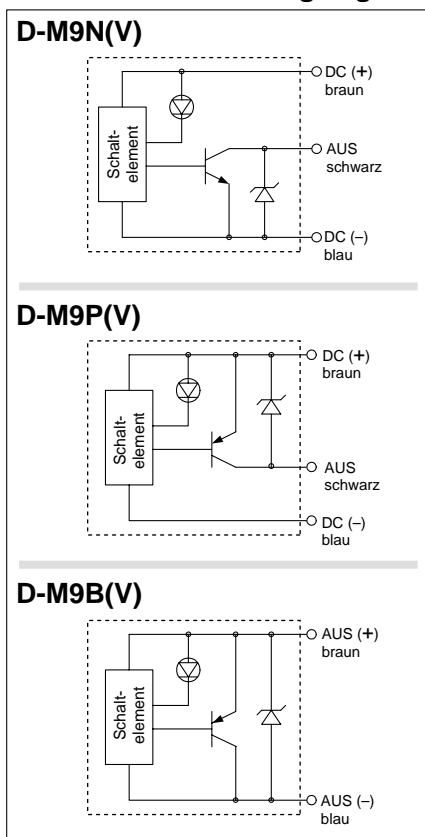 D-M9N(V)
DC (+)
braun
Schalt-
element
AUS
schwarz
DC (–)
blau
D-M9P(V)
DC (+)
braun
Schalt-
element
AUS
schwarz
DC (–)
blau
D-M9B(V)
AUS (+)
braun
Schalt-
element
AUS (–)
blau